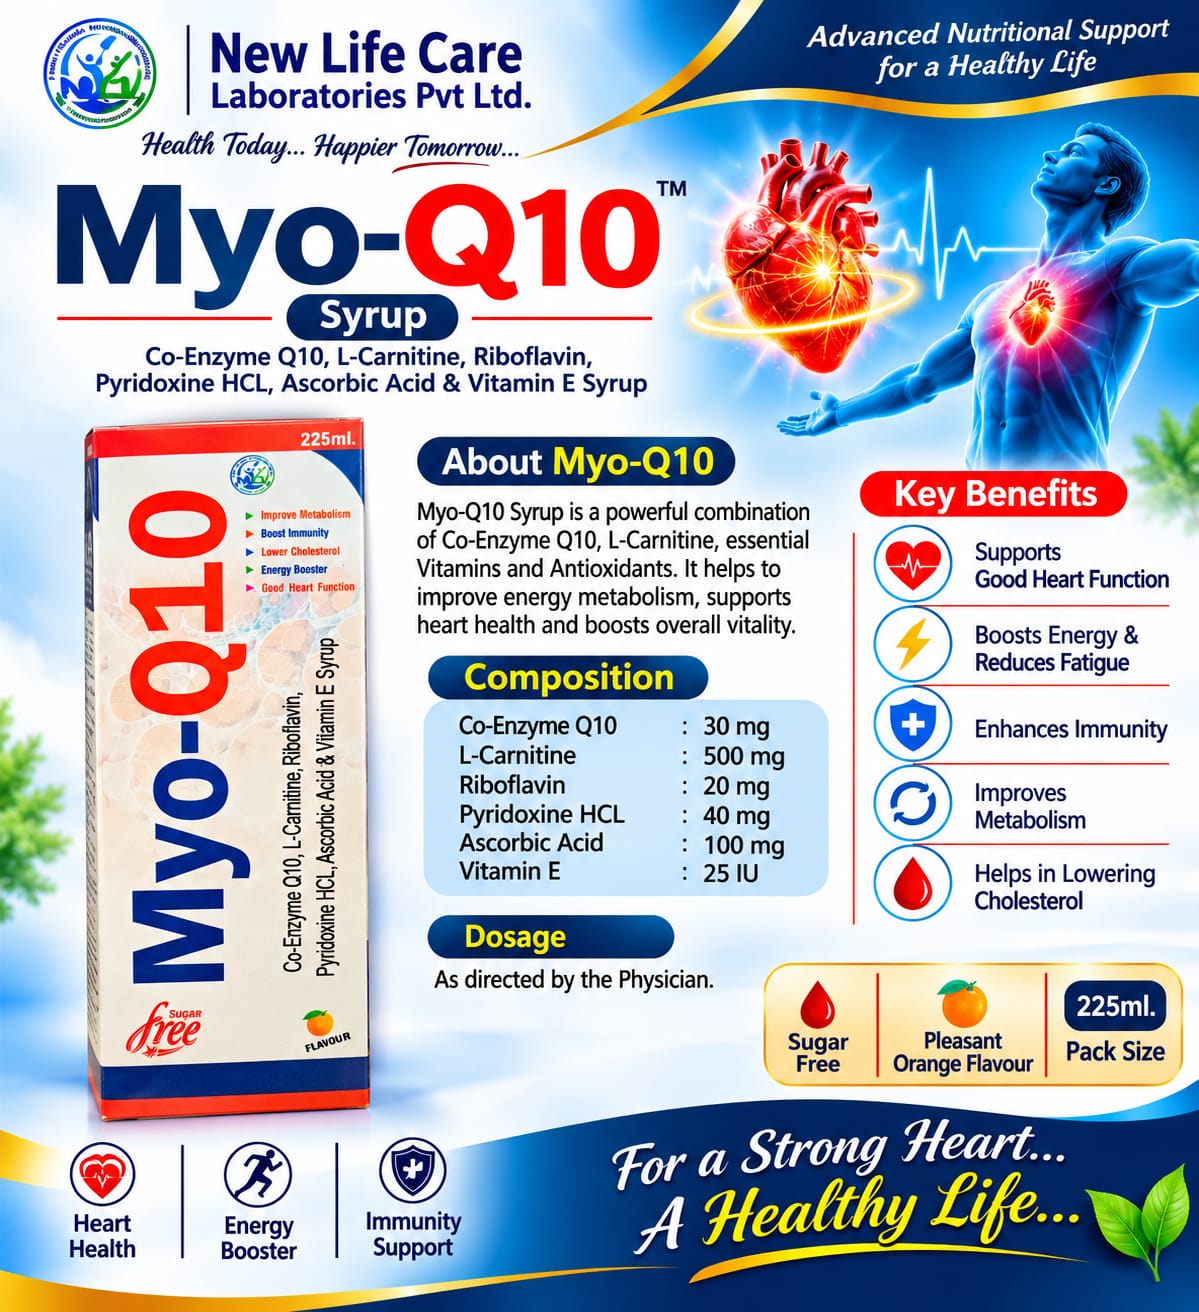 New Life Care
Laboratories Pvt Ltd.
Health Today... Happier Tomorrow...
Advanced Nutritional Support
for a Healthy Life
Myo-Q10™
Syrup
Co-Enzyme Q10, L-Carnitine, Riboflavin,
Pyridoxine HCL, Ascorbic Acid & Vitamin E Syrup
225ml.
Improve Metabolism
Boost Immunity
Lower Cholesterol
Energy Booster
Good Heart Function
Myo-Q10
Co-Enzyme Q10, L-Carnitine, Riboflavin,
Pyridoxine HCL, Ascorbic Acid & Vitamin E Syrup
SUGAR
free
FLAVOUR
About Myo-Q10
Myo-Q10 Syrup is a powerful combination
of Co-Enzyme Q10, L-Carnitine, essential
Vitamins and Antioxidants. It helps to
improve energy metabolism, supports
heart health and boosts overall vitality.
Composition
Co-Enzyme Q10 : 30 mg
L-Carnitine : 500 mg
Riboflavin : 20 mg
Pyridoxine HCL : 40 mg
Ascorbic Acid : 100 mg
Vitamin E : 25 IU
Dosage
As directed by the Physician.
Key Benefits
Supports
Good Heart Function
Boosts Energy &
Reduces Fatigue
Enhances Immunity
Improves
Metabolism
Helps in Lowering
Cholesterol
Sugar
Free
Pleasant
Orange Flavour
225ml.
Pack Size
Heart
Health
Energy
Booster
Immunity
Support
For a Strong Heart...
A Healthy Life...